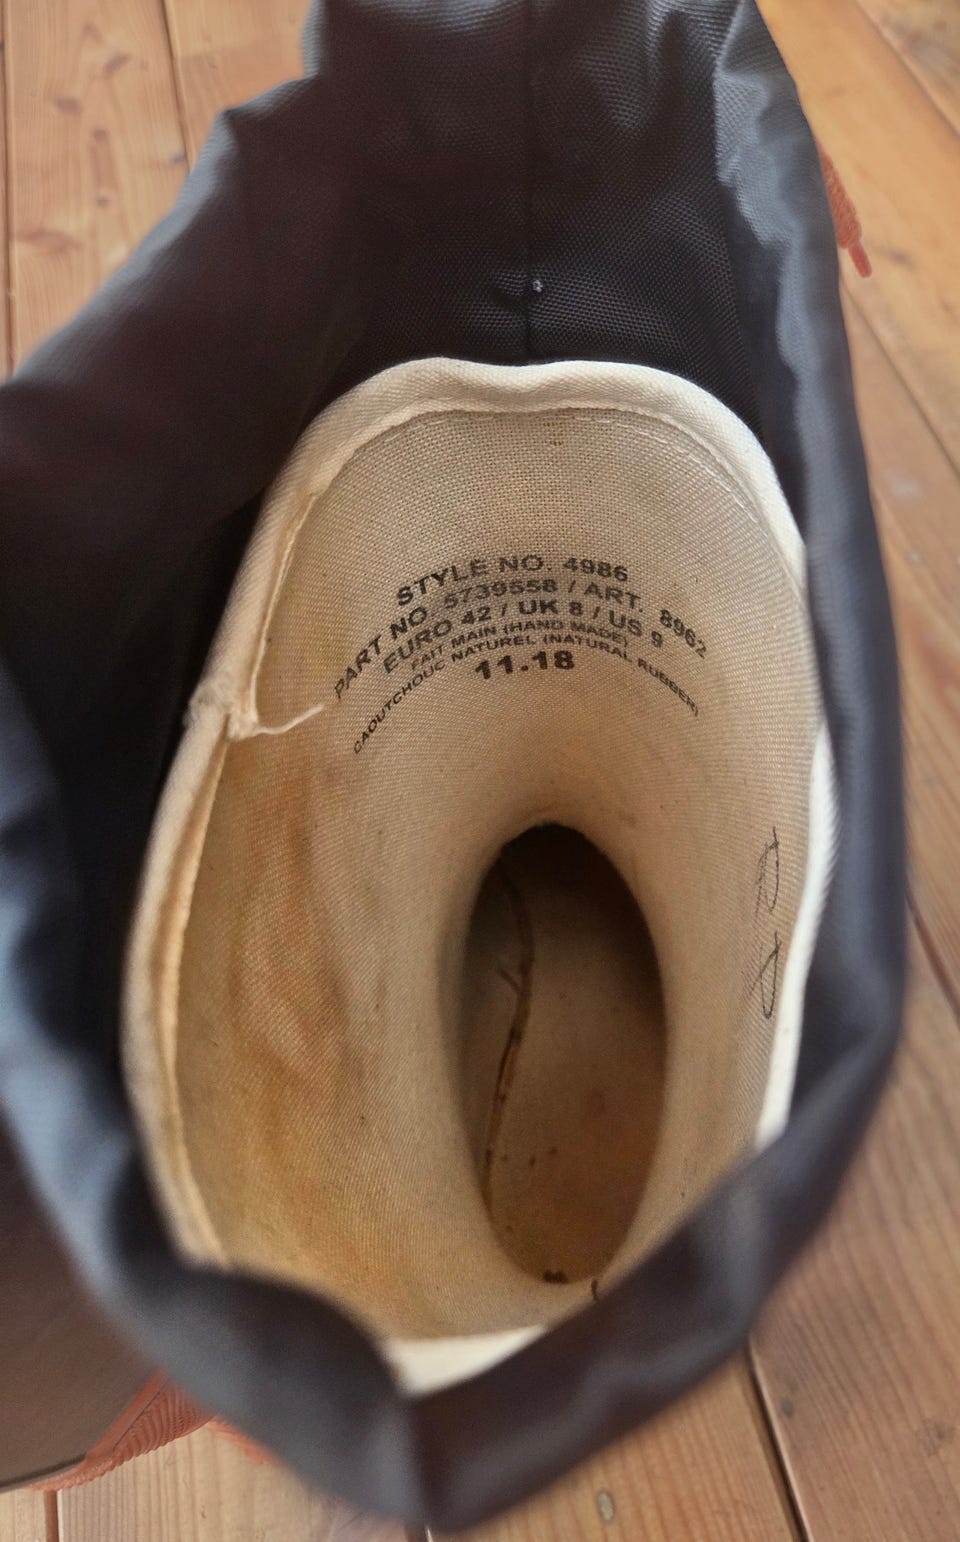 STYLE NO. 4986
PART NO. 5739558 / ART. 8962
EURO 42 / UK 8 / US 9
FAIT MAIN (HAND MADE)
CAOUTCHOUC NATUREL (NATURAL RUBBER)
11.18